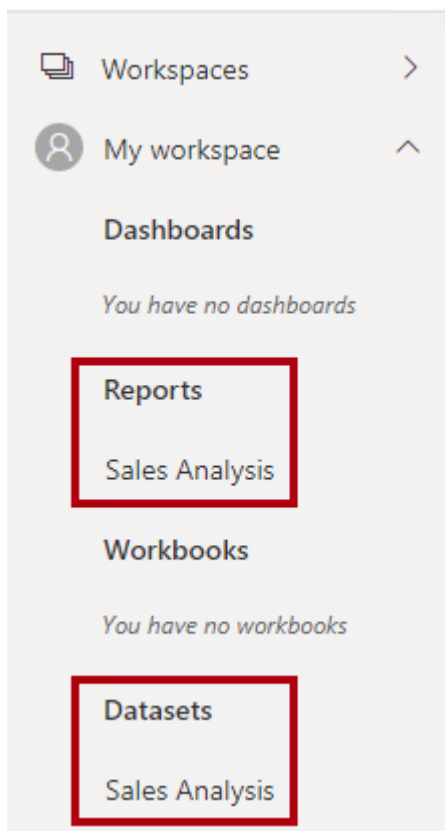 Workspaces
My workspace
Dashboards
You have no dashboards
Reports
Sales Analysis
Workbooks
You have no workbooks
Datasets
Sales Analysis